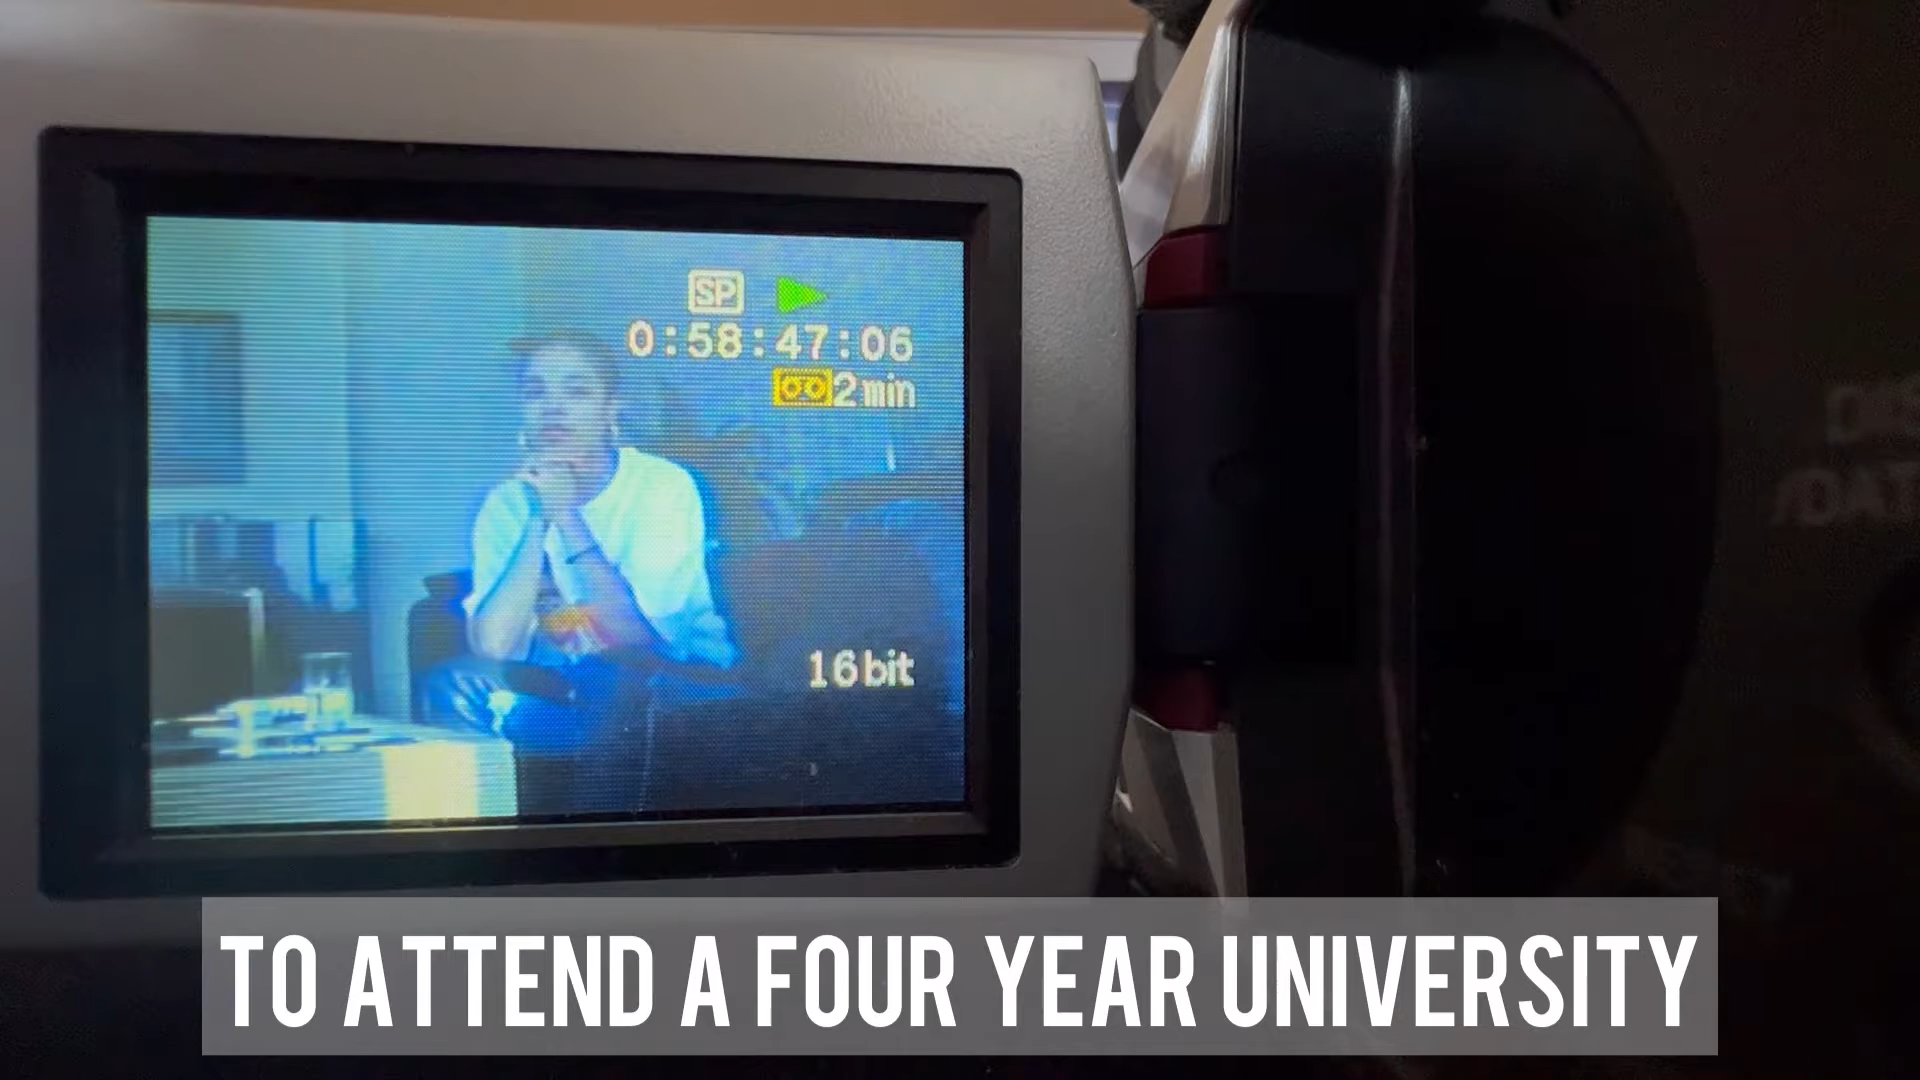 SP
0:58:47:06
2min
16bit
TO ATTEND A FOUR YEAR UNIVERSITY